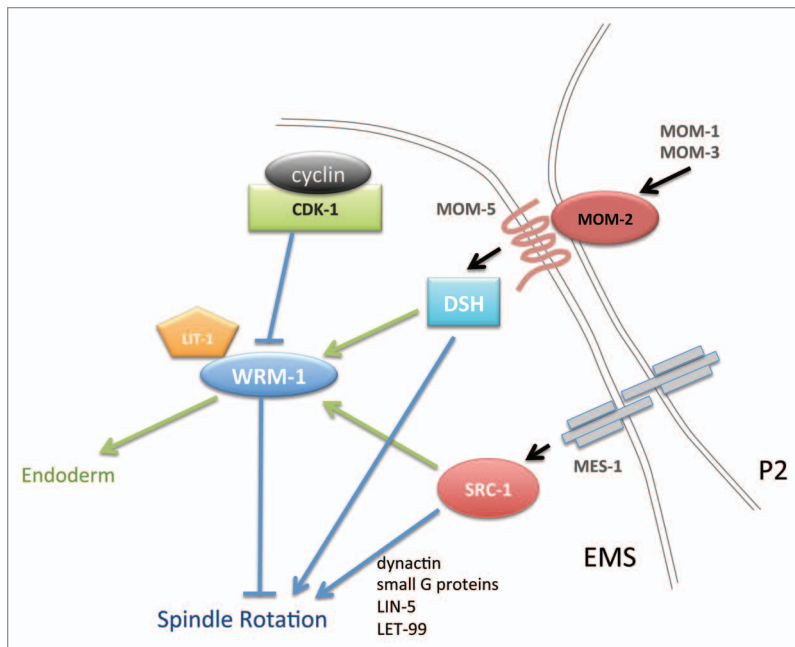 MOM-1
MOM-3
cyclin
CDK-1
MOM-5
MOM-2
DSH
LIT-1
WRM-1
MES-1
P2
Endoderm
SRC-1
EMS
dynactin
small G proteins
LIN-5
LET-99
Spindle Rotation